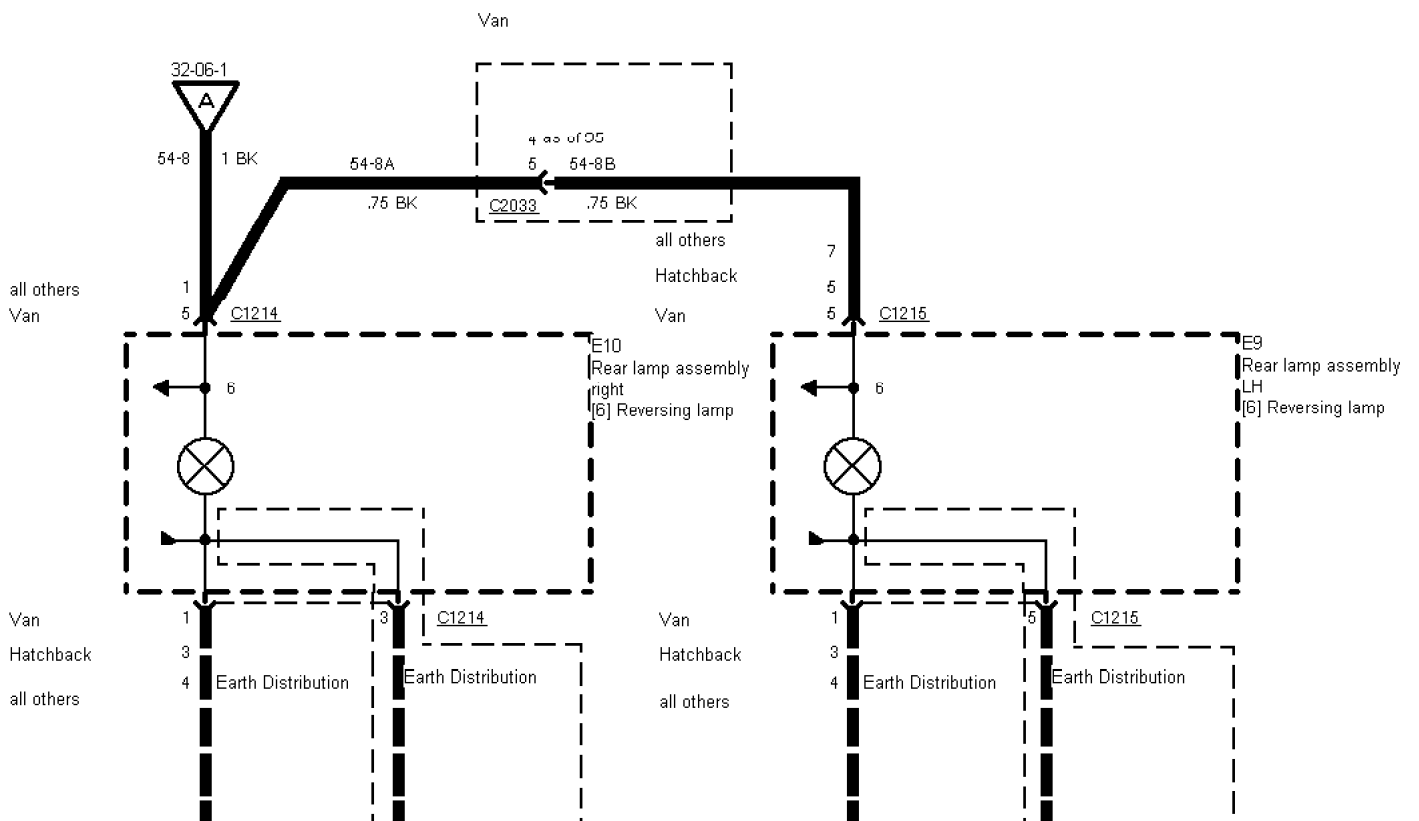 Van
32-06-1
A
4 as of 95
54-8
1 BK
54-8A
5
54-8B
.75 BK
C2033
.75 BK
all others
7
Hatchback
5
all others
1
Van
5
C1214
Van
5
C1215
E10
Rear lamp assembly
right
[6] Reversing lamp
E9
Rear lamp assembly
LH
[6] Reversing lamp
6
6
Van
1
3
C1214
Van
1
5
C1215
Hatchback
3
Hatchback
3
all others
4
Earth Distribution
Earth Distribution
all others
4
Earth Distribution
Earth Distribution